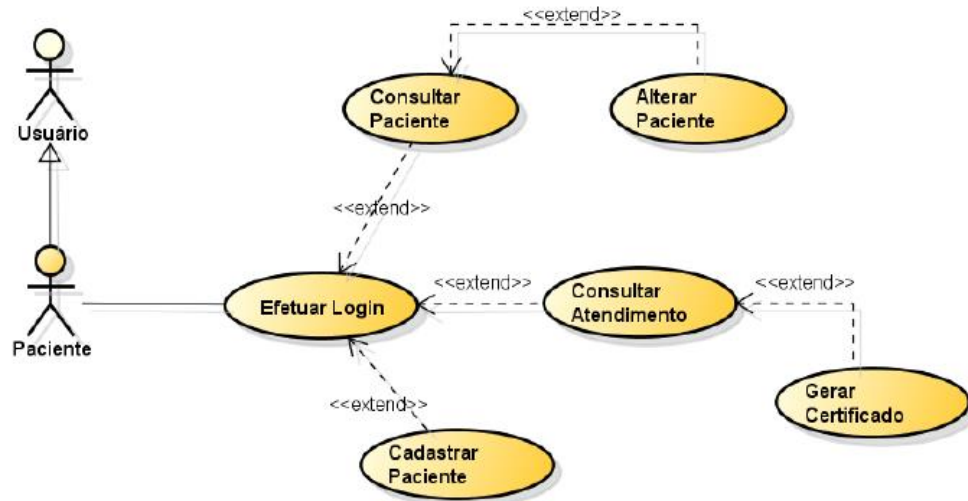 <<extend>>
Usuário
Consultar
Paciente
Alterar
Paciente
<<extend>>
Paciente
Efetuar Login
<<extend>>
Consultar
Atendimento
<<extend>>
<<extend>>
Gerar
Certificado
Cadastrar
Paciente